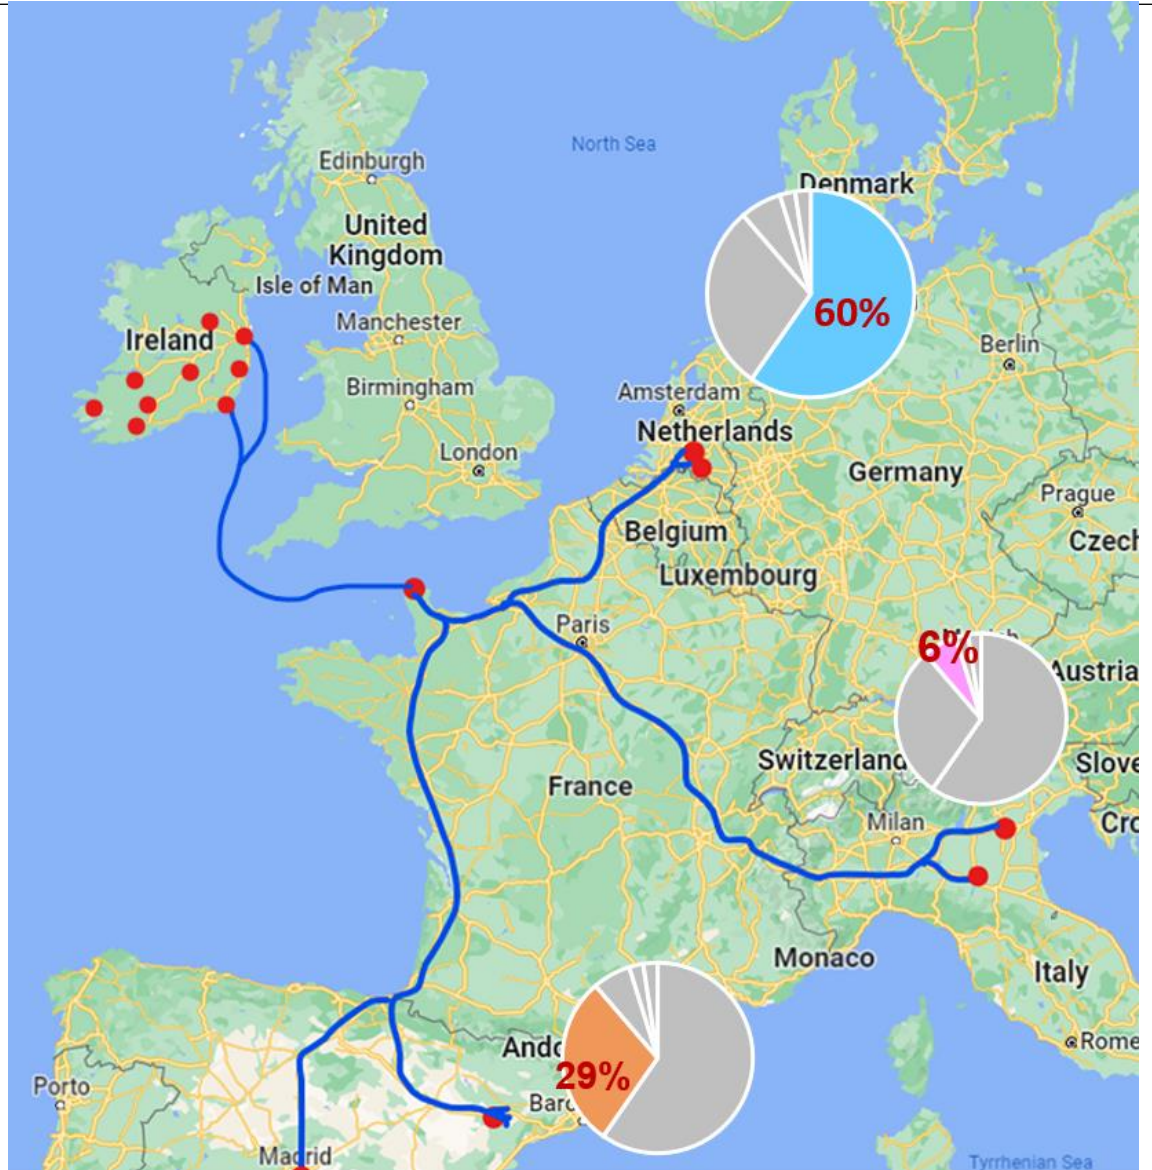 North Sea
Edinburgh
Denmark
United
Kingdom
Isle of Man
60%
Manchester
Ireland
Berlin
Birmingham
Amsterdam
Netherlands
London
Germany
Prague
Belgium
Czech
Luxembourg
Paris
6%
Austria
Switzerland
Slove
France
Milan
Cro
Monaco
Italy
Rome
Ando
29%
Porto
Barc
Madrid
Tyrrhenian Sea